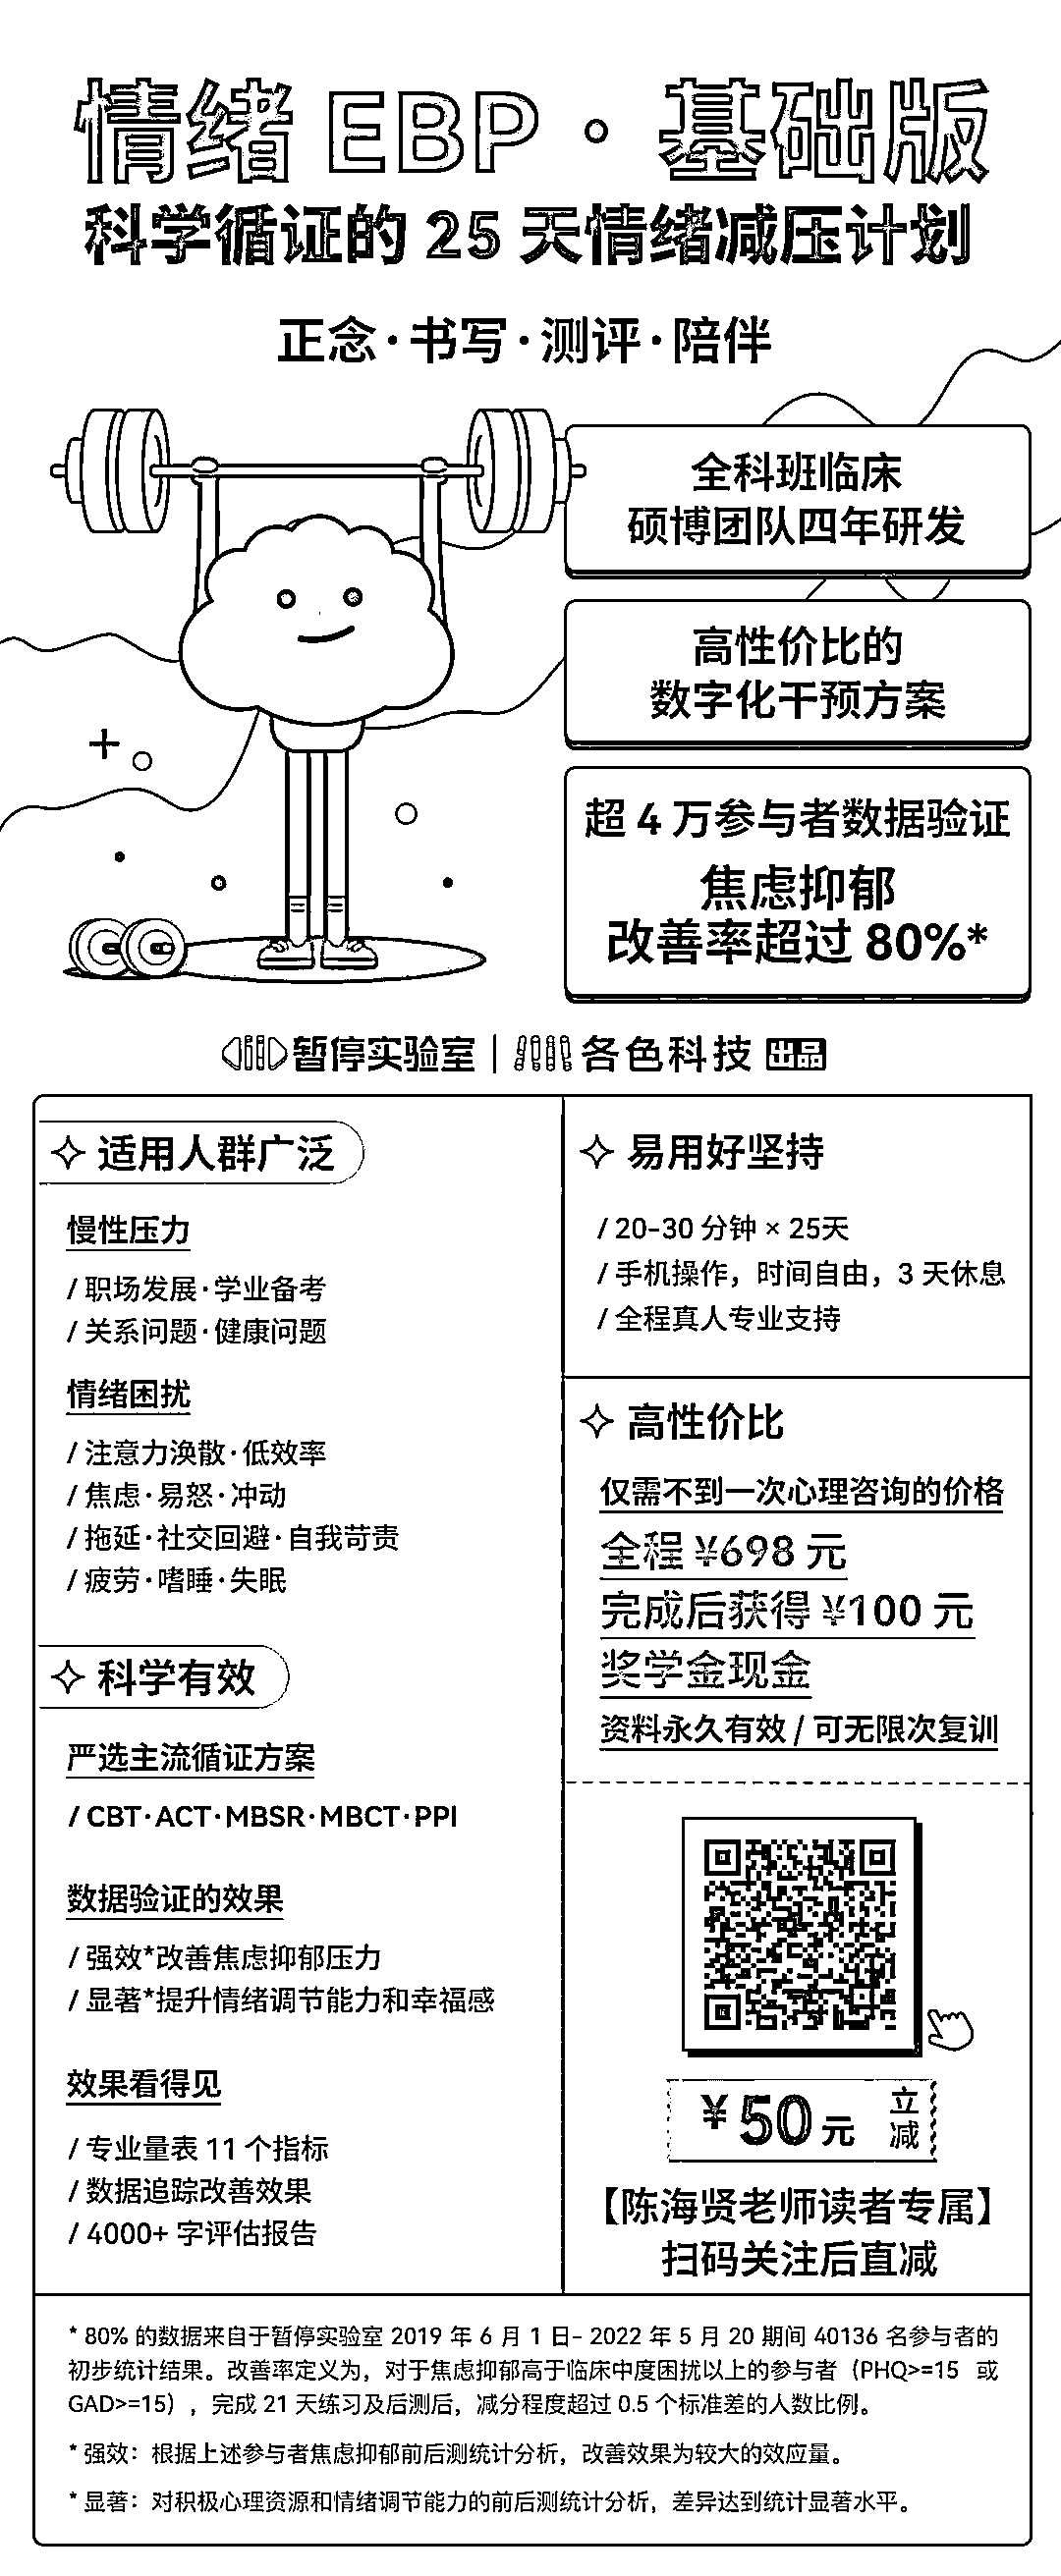 情绪 EBP · 基础版
科学循证的 25 天情绪减压计划
正念·书写·测评·陪伴
全科班临床
硕博团队四年研发
高性价比的
数字化干预方案
超 4 万参与者数据验证
焦虑抑郁
改善率超过 80%*
暂停实验室 | 各色科技 出品
适用人群广泛
慢性压力
/ 职场发展·学业备考
/ 关系问题·健康问题
情绪困扰
/ 注意力涣散·低效率
/ 焦虑·易怒·冲动
/ 拖延·社交回避·自我苛责
/ 疲劳·嗜睡·失眠
科学有效
严选主流循证方案
/ CBT·ACT·MBSR·MBCT·PPI
数据验证的效果
/ 强效*改善焦虑抑郁压力
/ 显著*提升情绪调节能力和幸福感
效果看得见
/ 专业量表 11 个指标
/ 数据追踪改善效果
/ 4000+ 字评估报告
易用好坚持
/ 20-30 分钟 × 25天
/ 手机操作，时间自由，3 天休息
/ 全程真人专业支持
高性价比
仅需不到一次心理咨询的价格
全程 ¥698 元
完成后获得 ¥100 元
奖学金现金
资料永久有效 / 可无限次复训
¥50元 立减
【陈海贤老师读者专属】
扫码关注后直减
* 80% 的数据来自于暂停实验室 2019 年 6 月 1 日- 2022 年 5 月 20 期间 40136 名参与者的
初步统计结果。改善率定义为，对于焦虑抑郁高于临床中度困扰以上的参与者（PHQ>=15 或
GAD>=15），完成 21 天练习及后测后，减分程度超过 0.5 个标准差的人数比例。
* 强效：根据上述参与者焦虑抑郁前后测统计分析，改善效果为较大的效应量。
* 显著：对积极心理资源和情绪调节能力的前后测统计分析，差异达到统计显著水平。